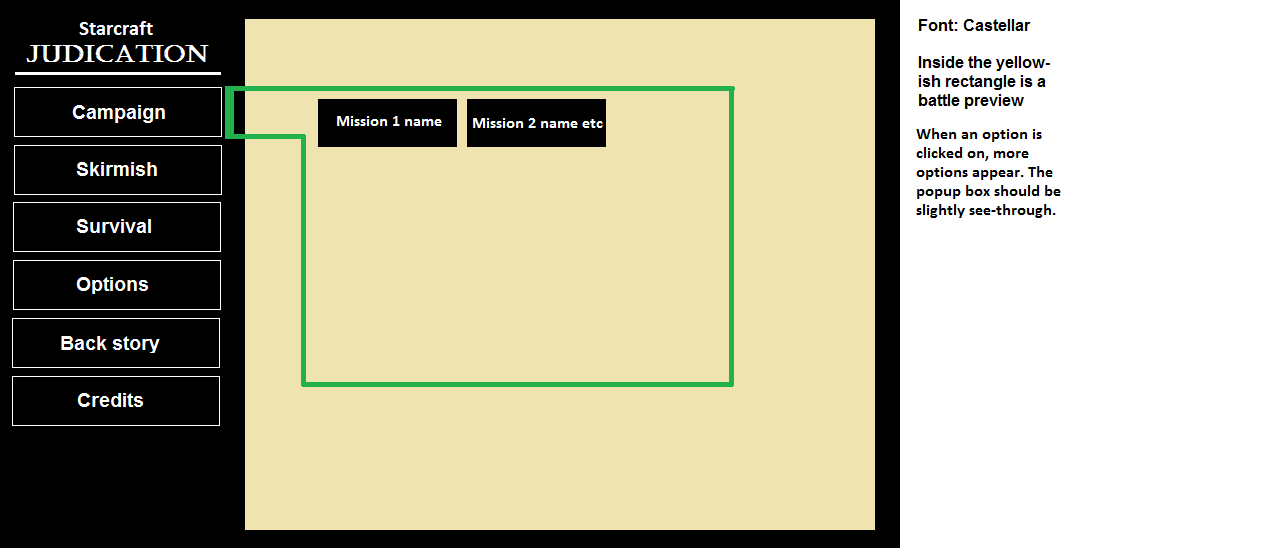 Starcraft
JUDICATION
Campaign
Skirmish
Survival
Options
Back story
Credits
Mission 1 name
Mission 2 name etc
Font: Castellar
Inside the yellow-
ish rectangle is a
battle preview
When an option is
clicked on, more
options appear. The
popup box should be
slightly see-through.